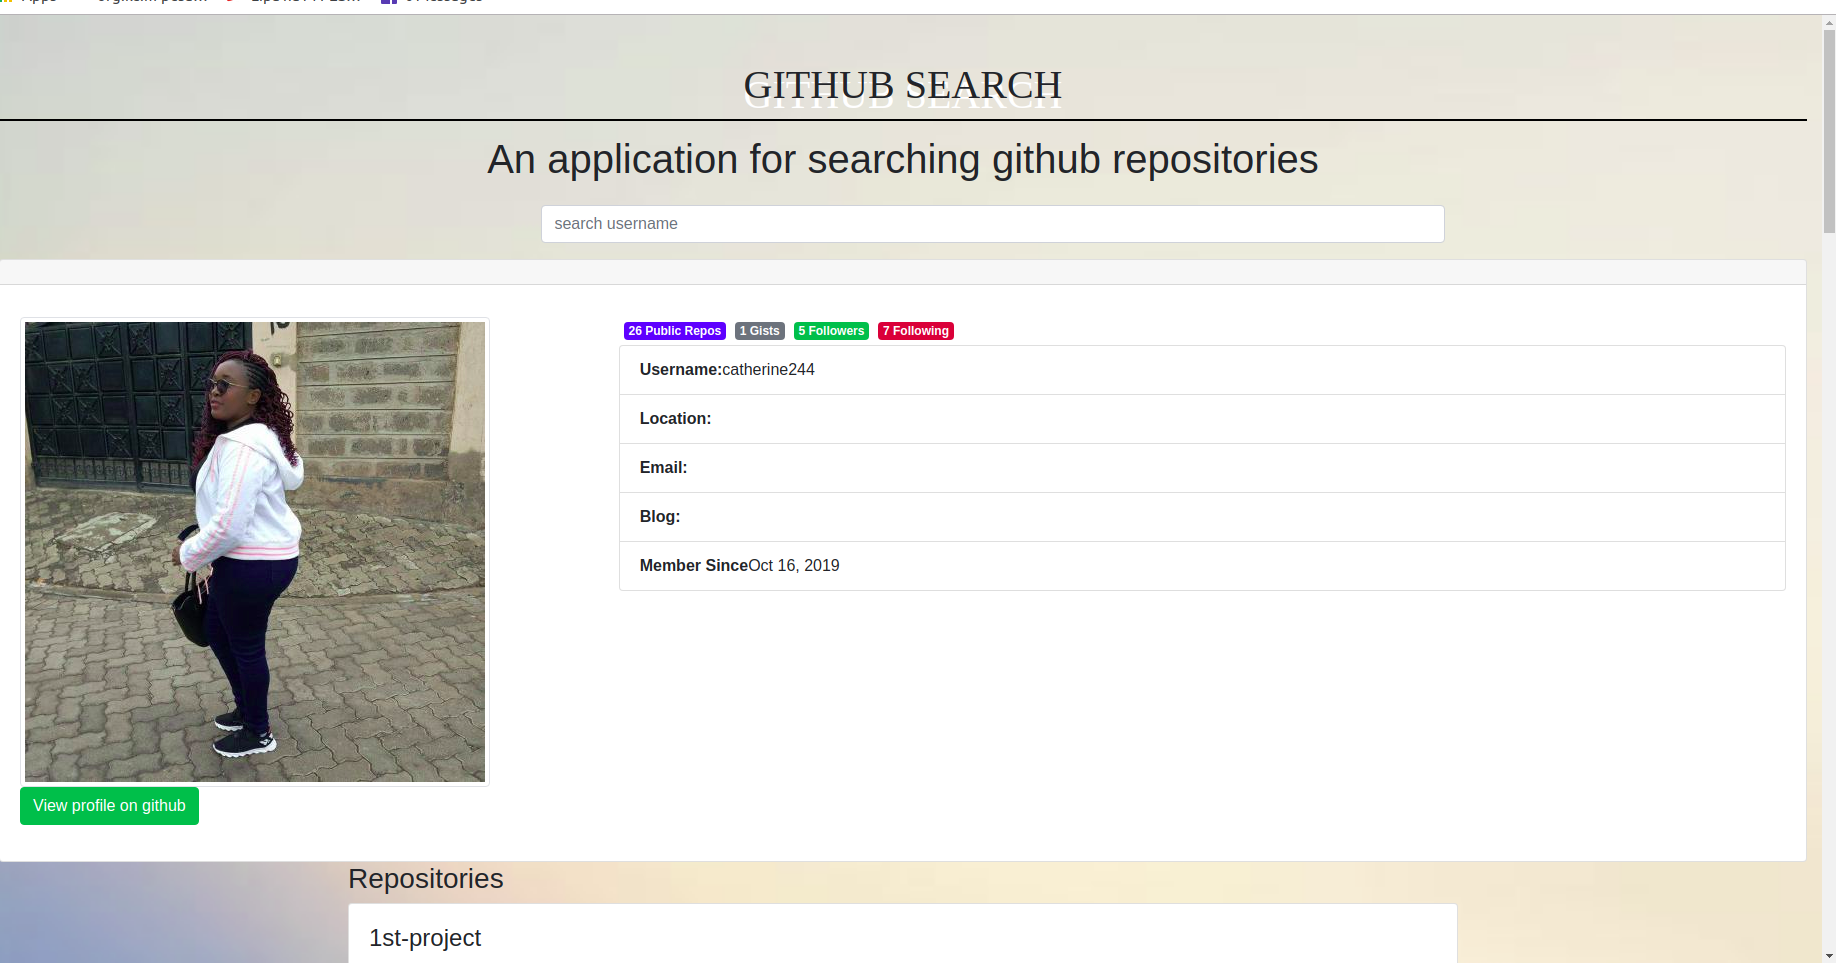 Apps
GITHUB SEARCH
An application for searching github repositories
search username
26 Public Repos 1 Gists 5 Followers 7 Following
Username:catherine244
Location:
Email:
Blog:
Member SinceOct 16, 2019
View profile on github
Repositories
1st-project